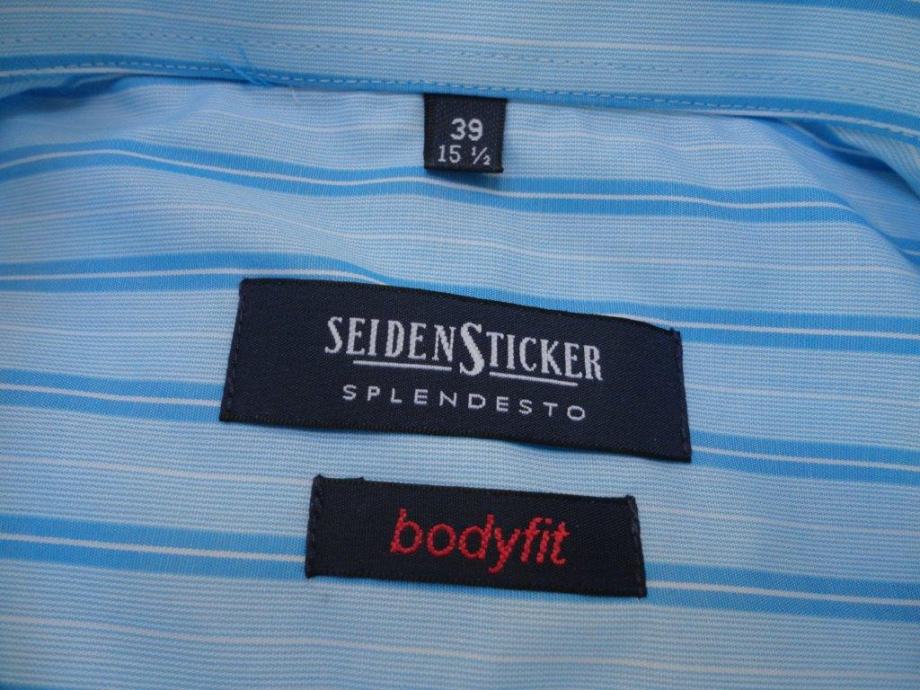 39
15 ½
SEIDENSTICKER
SPLENDESTO
bodyfit